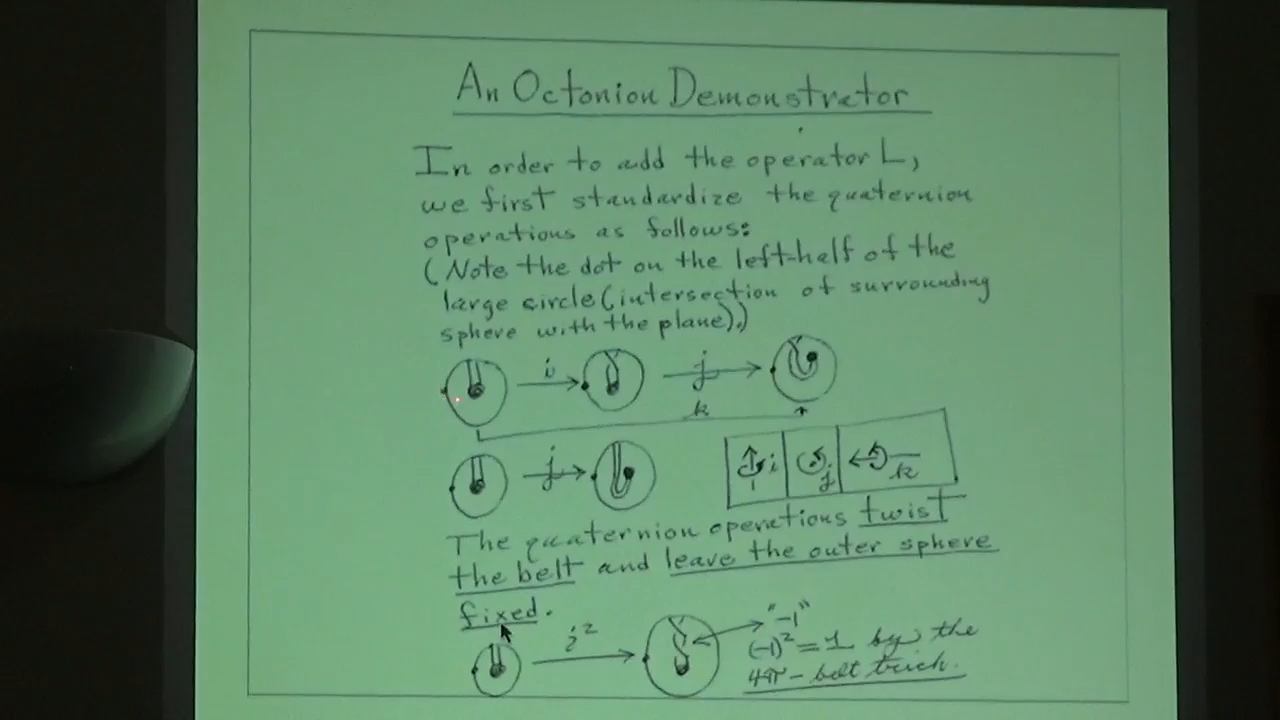 An Octonion Demonstrator
In order to add the operator L,
we first standardize the quaternion
operations as follows:
(Note the dot on the left-half of the
large circle (intersection of surrounding
sphere with the plane).)
i j
k
j
i j k
The quaternion operations twist
the belt and leave the outer sphere
fixed.
i² "-1"
(-1)² = 1 by the
4π-belt trick.